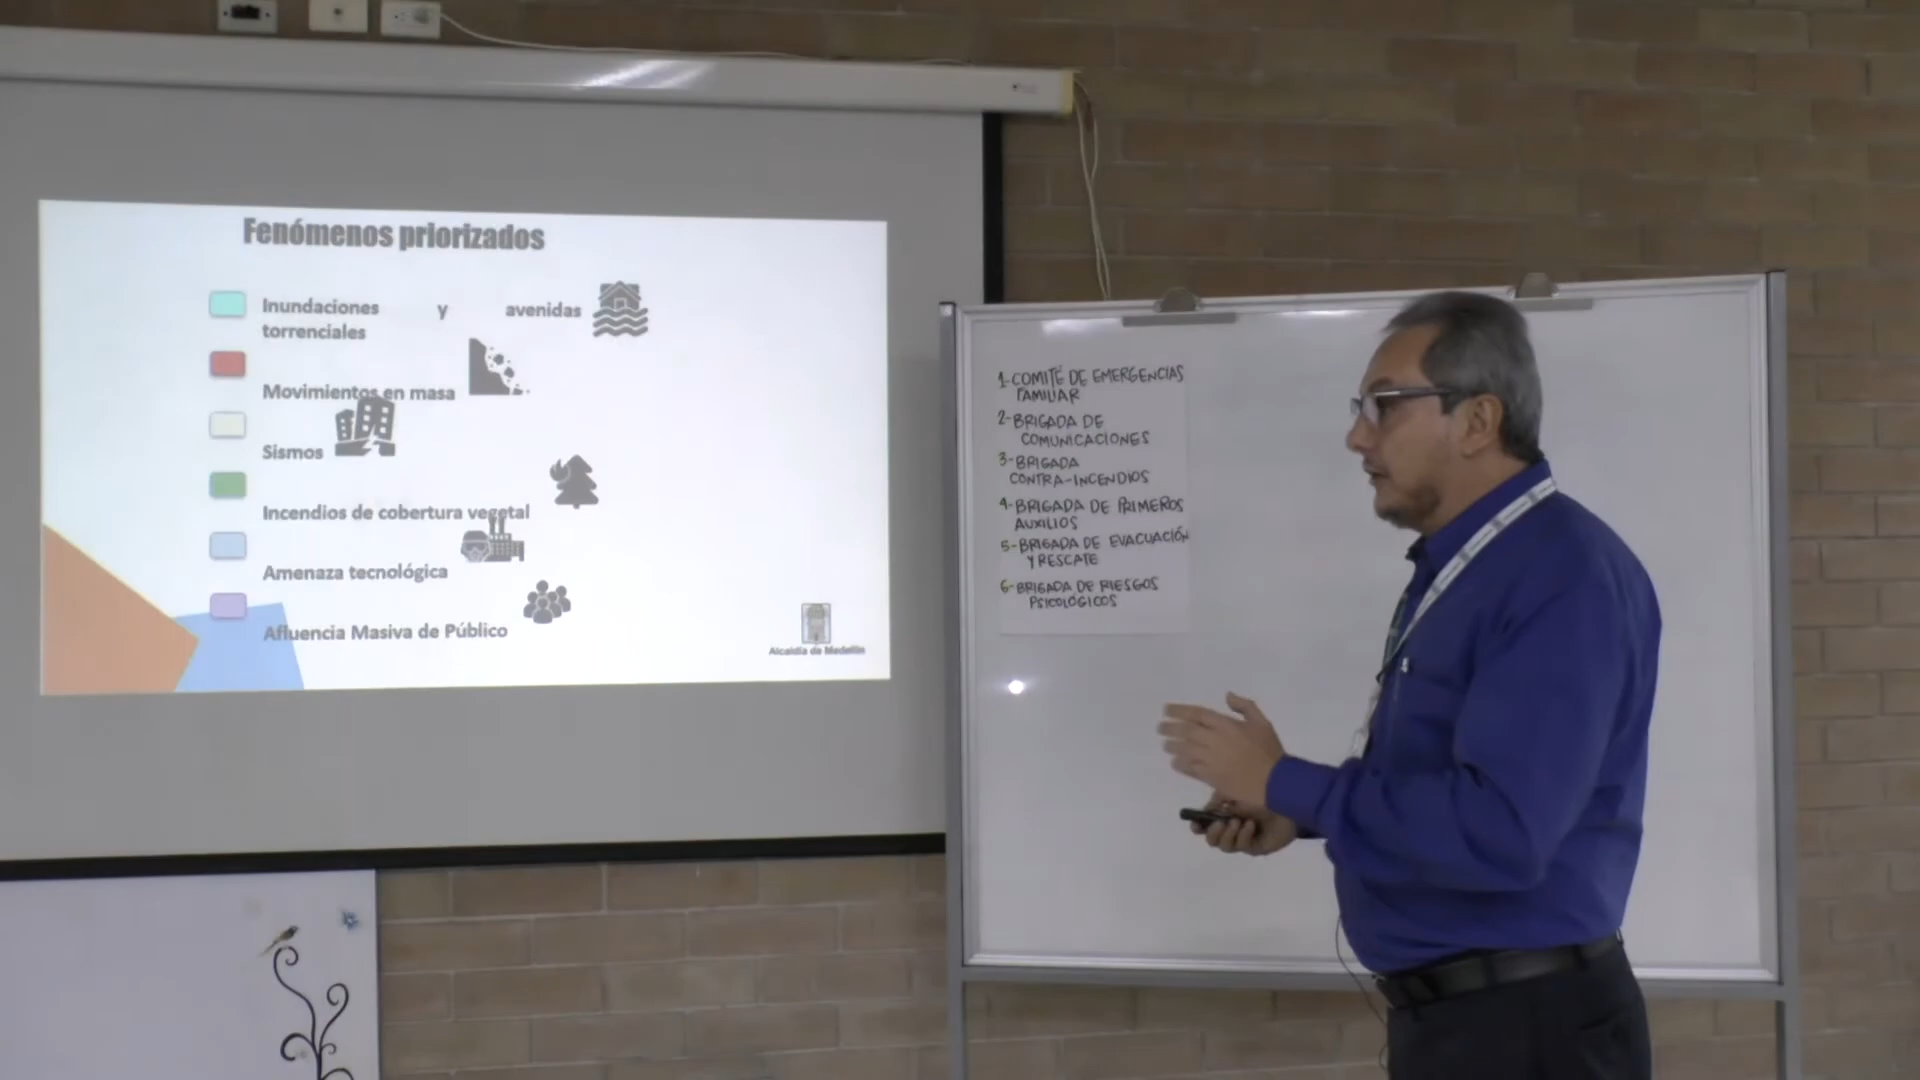 Fenómenos priorizados
Inundaciones y avenidas
torrenciales
Movimientos en masa
Sismos
Incendios de cobertura vegetal
Amenaza tecnológica
Afluencia Masiva de Público
Alcaldía de Medellín
1-COMITÉ DE EMERGENCIAS
FAMILIAR
2-BRIGADA DE
COMUNICACIONES
3-BRIGADA
CONTRA-INCENDIOS
4-BRIGADA DE PRIMEROS
AUXILIOS
5-BRIGADA DE EVACUACIÓN
Y RESCATE
6-BRIGADA DE RIESGOS
PSICOLÓGICOS